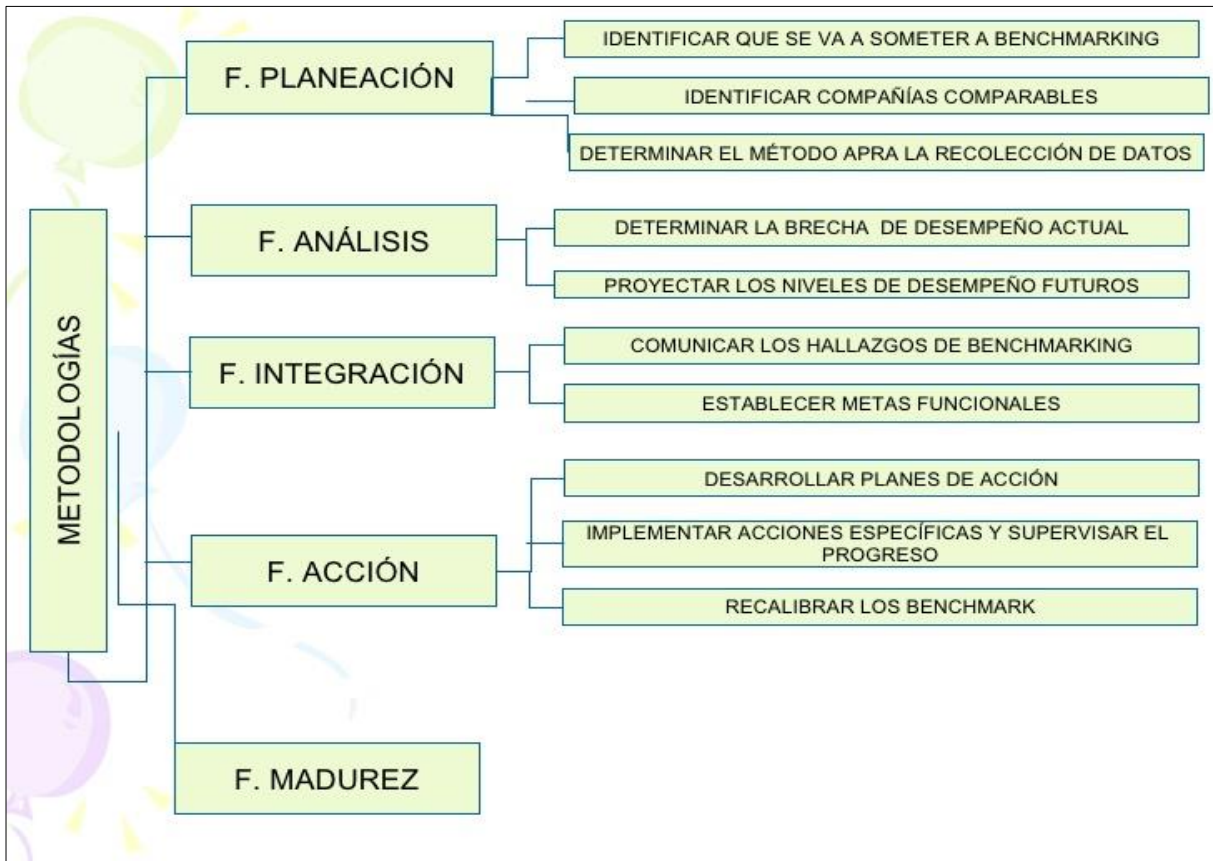 METODOLOGÍAS
F. PLANEACIÓN
IDENTIFICAR QUE SE VA A SOMETER A BENCHMARKING
IDENTIFICAR COMPAÑÍAS COMPARABLES
DETERMINAR EL MÉTODO APRA LA RECOLECCIÓN DE DATOS
F. ANÁLISIS
DETERMINAR LA BRECHA DE DESEMPEÑO ACTUAL
PROYECTAR LOS NIVELES DE DESEMPEÑO FUTUROS
F. INTEGRACIÓN
COMUNICAR LOS HALLAZGOS DE BENCHMARKING
ESTABLECER METAS FUNCIONALES
F. ACCIÓN
DESARROLLAR PLANES DE ACCIÓN
IMPLEMENTAR ACCIONES ESPECÍFICAS Y SUPERVISAR EL
PROGRESO
RECALIBRAR LOS BENCHMARK
F. MADUREZ